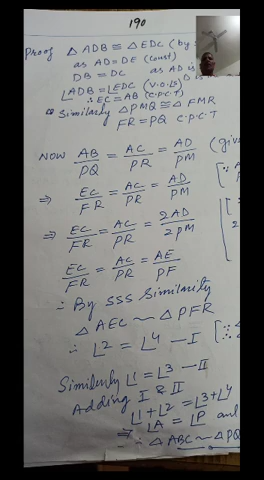 190
Proof △ADB ≅ △EDC (by :
as AD = DE (const)
DB = DC as AD is
D is
∠ADB = ∠EDC (V.O.∠s)
∴ EC = AB (C.P.C.T)
Similarly △PMQ ≅ △FMR
FR = PQ C.P.C.T
Now AB/PQ = AC/PR = AD/PM (give
⇒ EC/FR = AC/PR = AD/PM
⇒ EC/FR = AC/PR = 2AD/2PM
EC/FR = AC/PR = AE/PF
∴ By SSS Similarity
△AEC ~ △PFR
∴ ∠2 = ∠4 — I [∵
Similarly ∠1 = ∠3 — II
Adding I & II
∠1 + ∠2 = ∠3 + ∠4
⇒ ∠A = ∠P and
∴ △ABC ~ △PQ